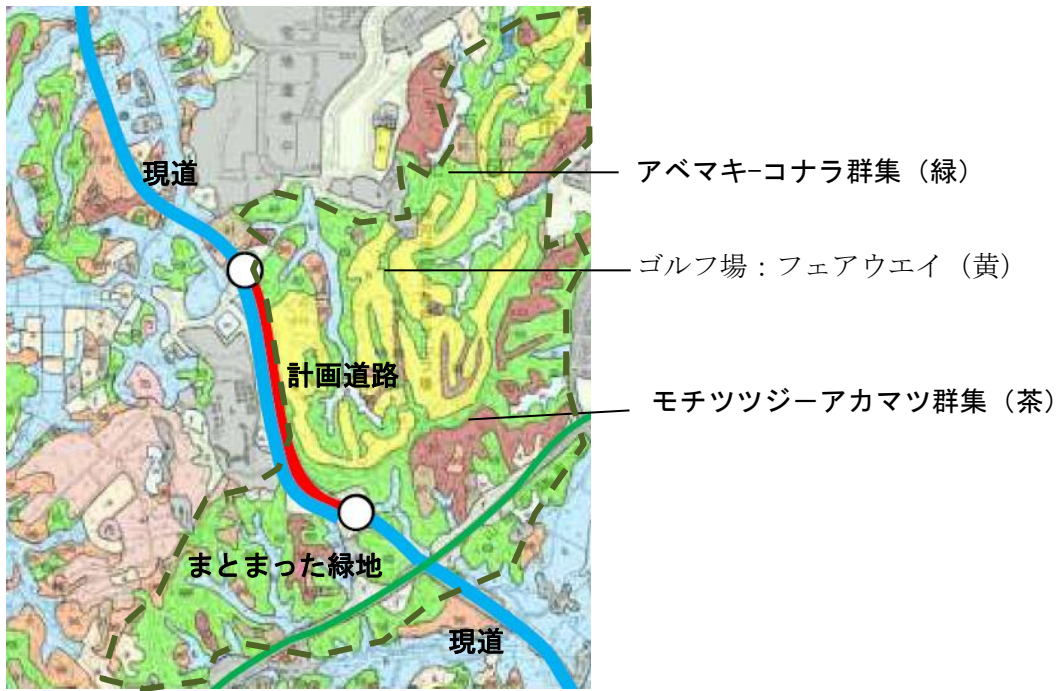 現道
アベマキ-コナラ群集（緑）
ゴルフ場：フェアウエイ（黄）
計画道路
モチツツジーアカマツ群集（茶）
まとまった緑地
現道